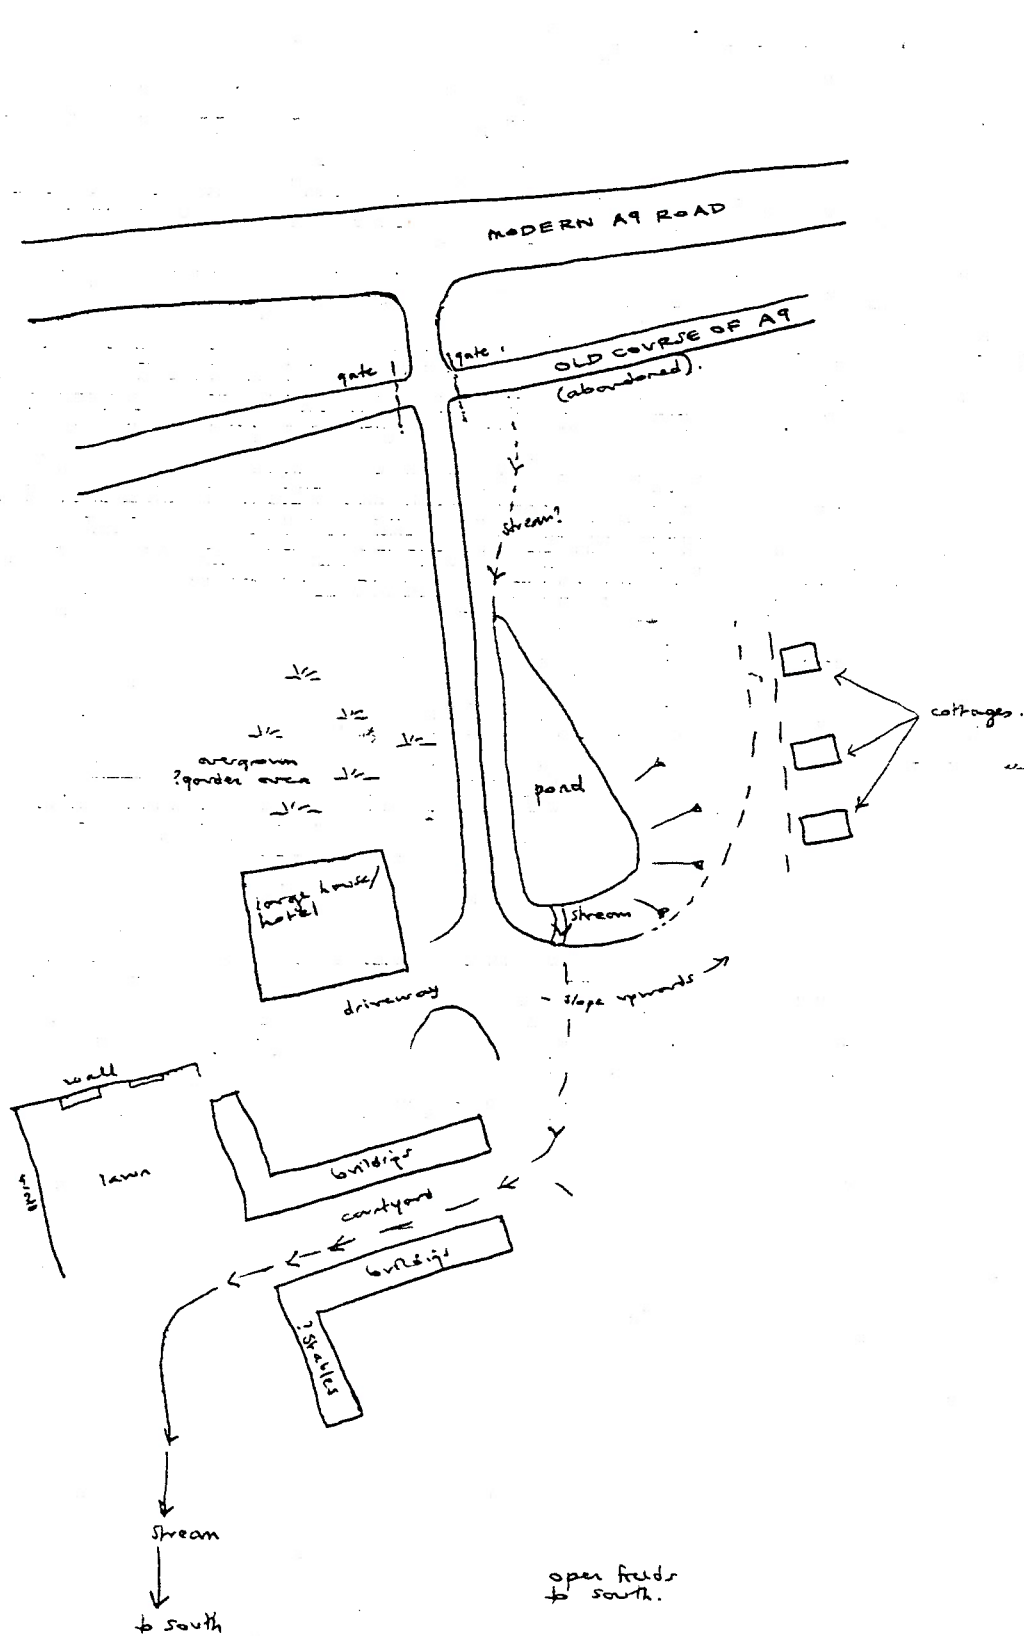 MODERN A9 ROAD
OLD COURSE OF A9
(abandoned).
gate
gate.
stream?
cottages.
overgrown
?garden area
pond
large house/
hotel
stream
driveway
slope upwards
wall
wall
lawn
buildings
courtyard
buildings
?stables
stream
to south
open fields
to south.